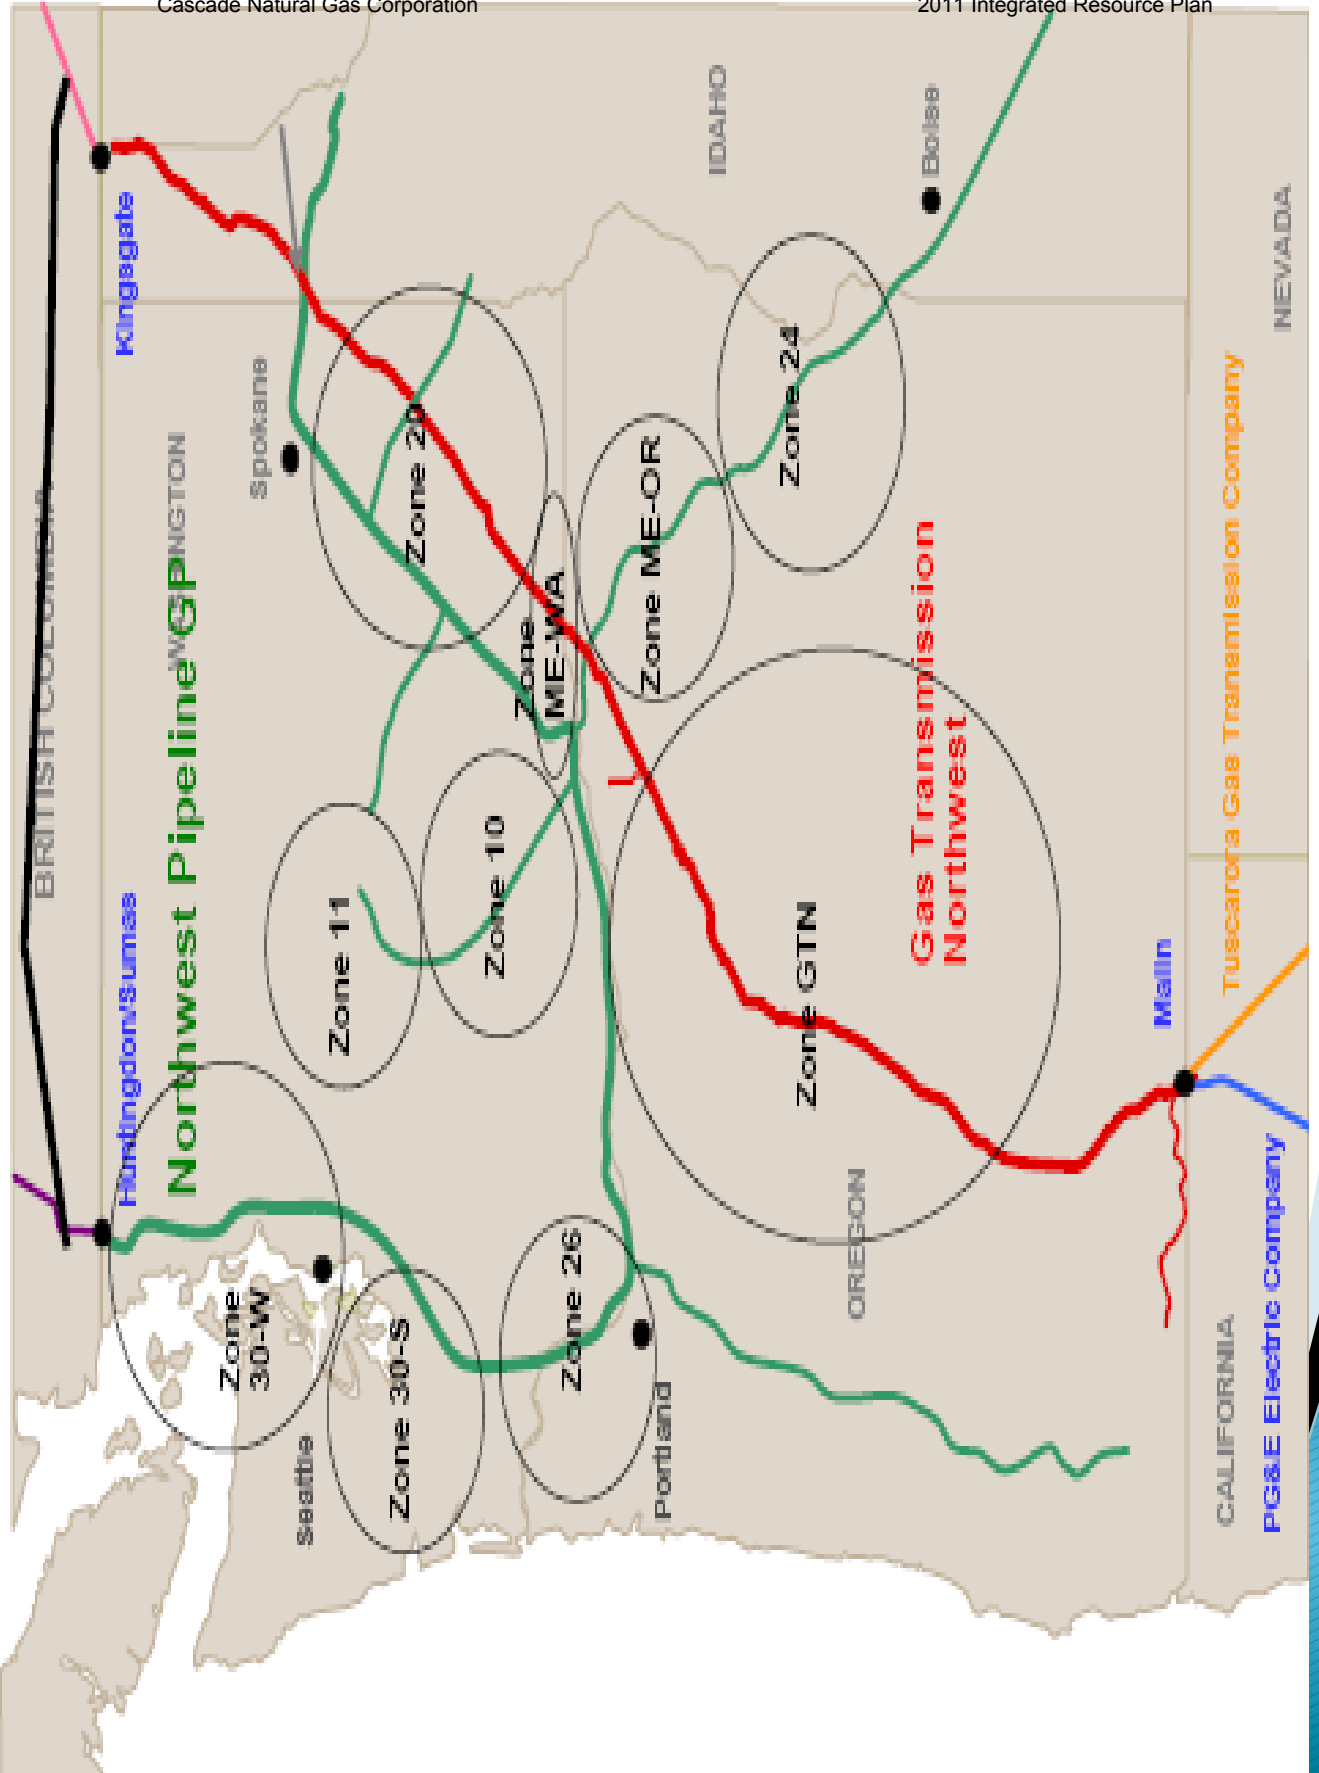 Cascade Natural Gas Corporation
2011 Integrated Resource Plan
BRITISH COLUMBIA
Huntingdon/Sumas
Kingsgate
Northwest Pipeline GP
WASHINGTON
Spokane
Seattle
Zone
30-W
Zone 11
Zone 20
Zone 30-S
Zone 10
Zone
ME-WA
Zone 26
Zone ME-OR
Portland
IDAHO
Zone 24
Zone GTN
Boise
OREGON
Gas Transmission
Northwest
Malin
Tuscarora Gas Transmission Company
CALIFORNIA
NEVADA
PG&E Electric Company